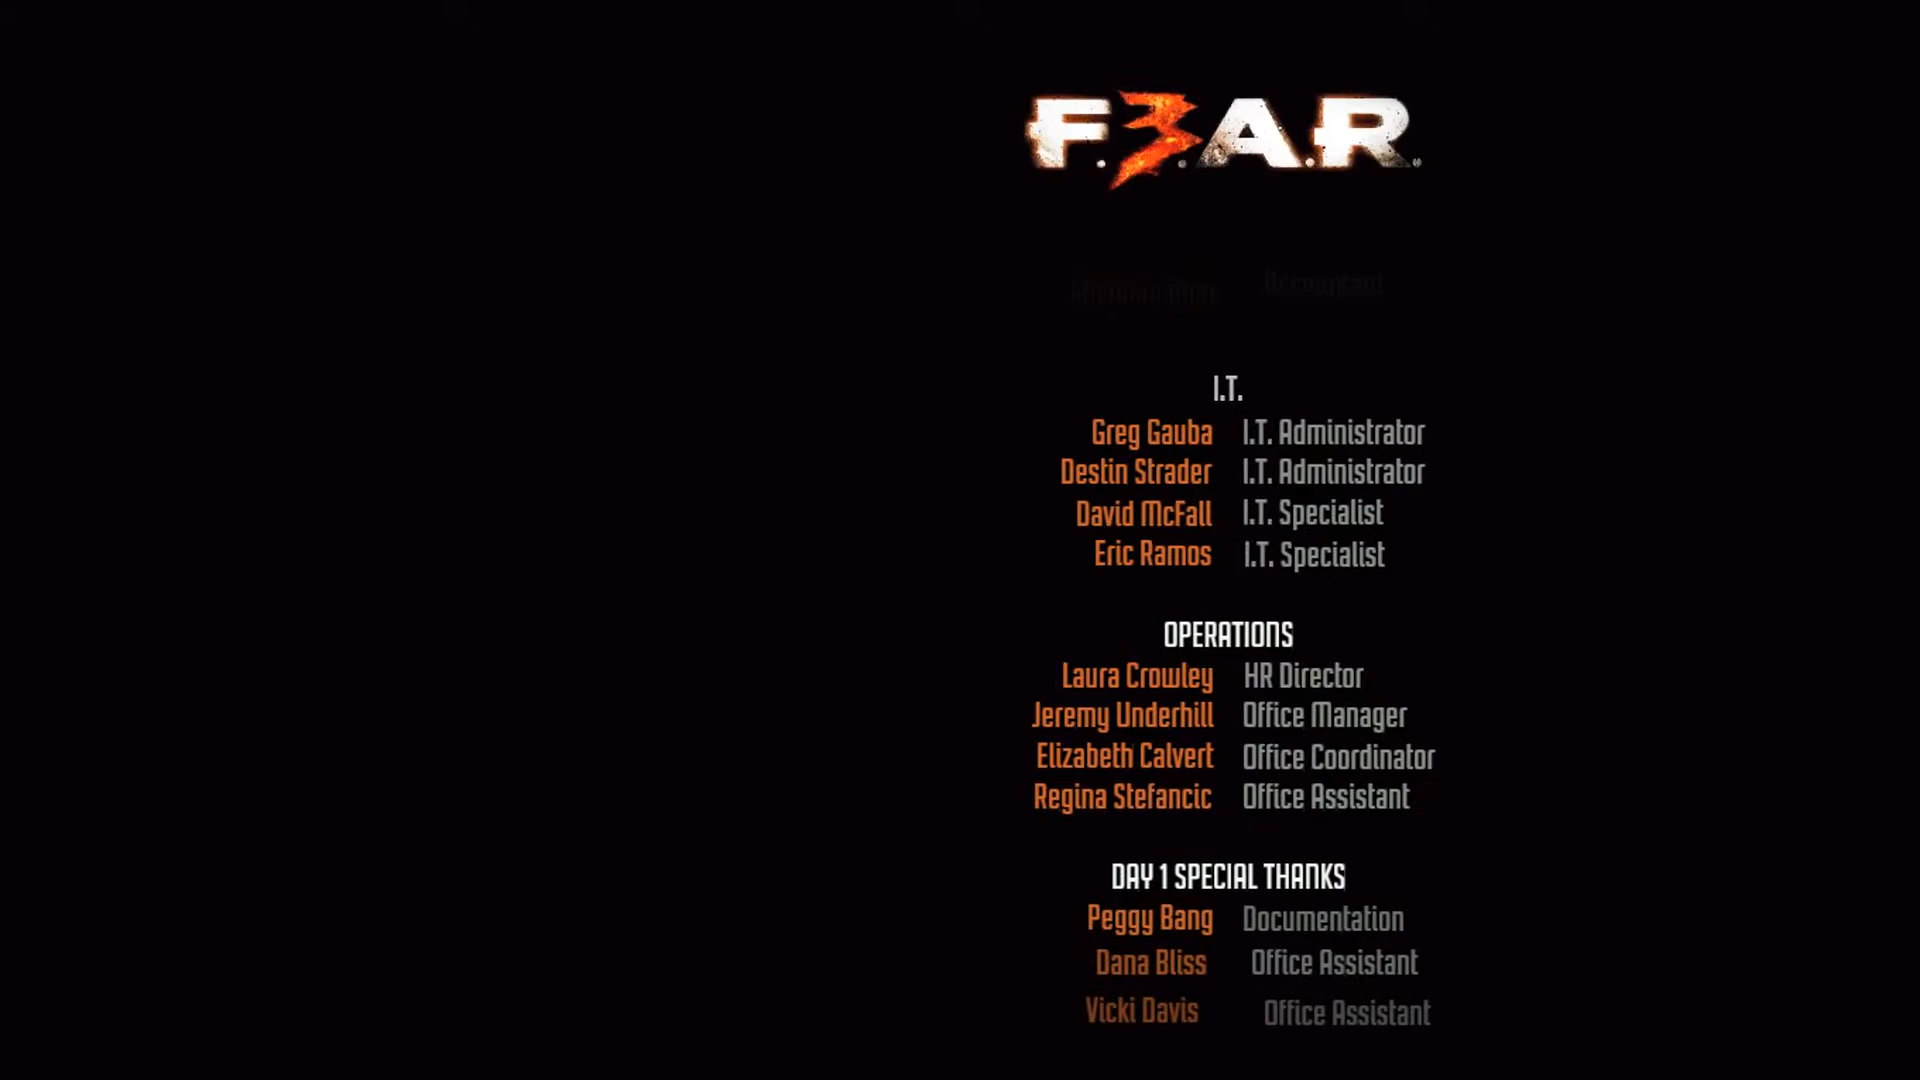 F.3.A.R.
Accountant
I.T.
Greg Gauba I.T. Administrator
Destin Strader I.T. Administrator
David McFall I.T. Specialist
Eric Ramos I.T. Specialist
OPERATIONS
Laura Crowley HR Director
Jeremy Underhill Office Manager
Elizabeth Calvert Office Coordinator
Regina Stefancic Office Assistant
DAY 1 SPECIAL THANKS
Peggy Bang Documentation
Dana Bliss Office Assistant
Vicki Davis Office Assistant